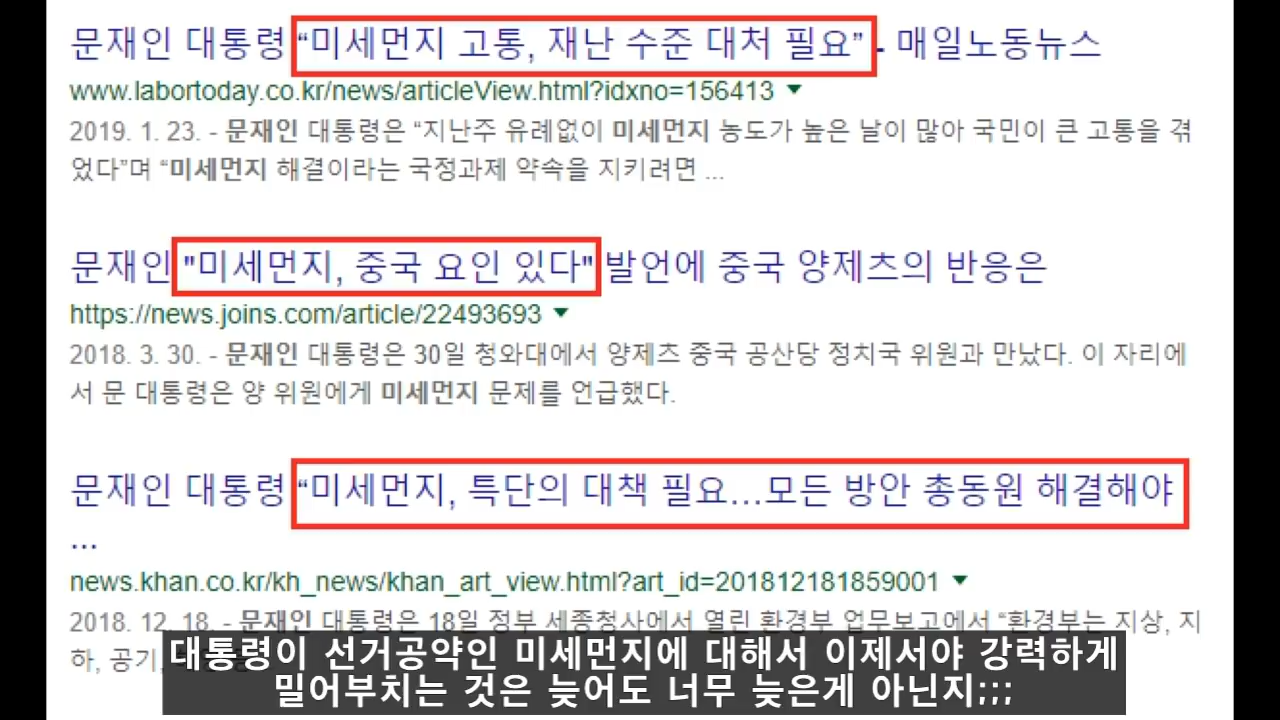 문재인 대통령 “미세먼지 고통, 재난 수준 대처 필요” - 매일노동뉴스
www.labortoday.co.kr/news/articleView.html?idxno=156413 ▼
2019. 1. 23. - 문재인 대통령은 “지난주 유례없이 미세먼지 농도가 높은 날이 많아 국민이 큰 고통을 겪
었다”며 “미세먼지 해결이라는 국정과제 약속을 지키려면 ...
문재인 "미세먼지, 중국 요인 있다" 발언에 중국 양제츠의 반응은
https://news.joins.com/article/22493693 ▼
2018. 3. 30. - 문재인 대통령은 30일 청와대에서 양제츠 중국 공산당 정치국 위원과 만났다. 이 자리에
서 문 대통령은 양 위원에게 미세먼지 문제를 언급했다.
문재인 대통령 “미세먼지, 특단의 대책 필요…모든 방안 총동원 해결해야
...
news.khan.co.kr/kh_news/khan_art_view.html?art_id=201812181859001 ▼
2018. 12. 18. - 문재인 대통령은 18일 정부 세종청사에서 열린 환경부 업무보고에서 “환경부는 지상, 지
하, 공기,
대통령이 선거공약인 미세먼지에 대해서 이제서야 강력하게
밀어부치는 것은 늦어도 너무 늦은게 아닌지;;;